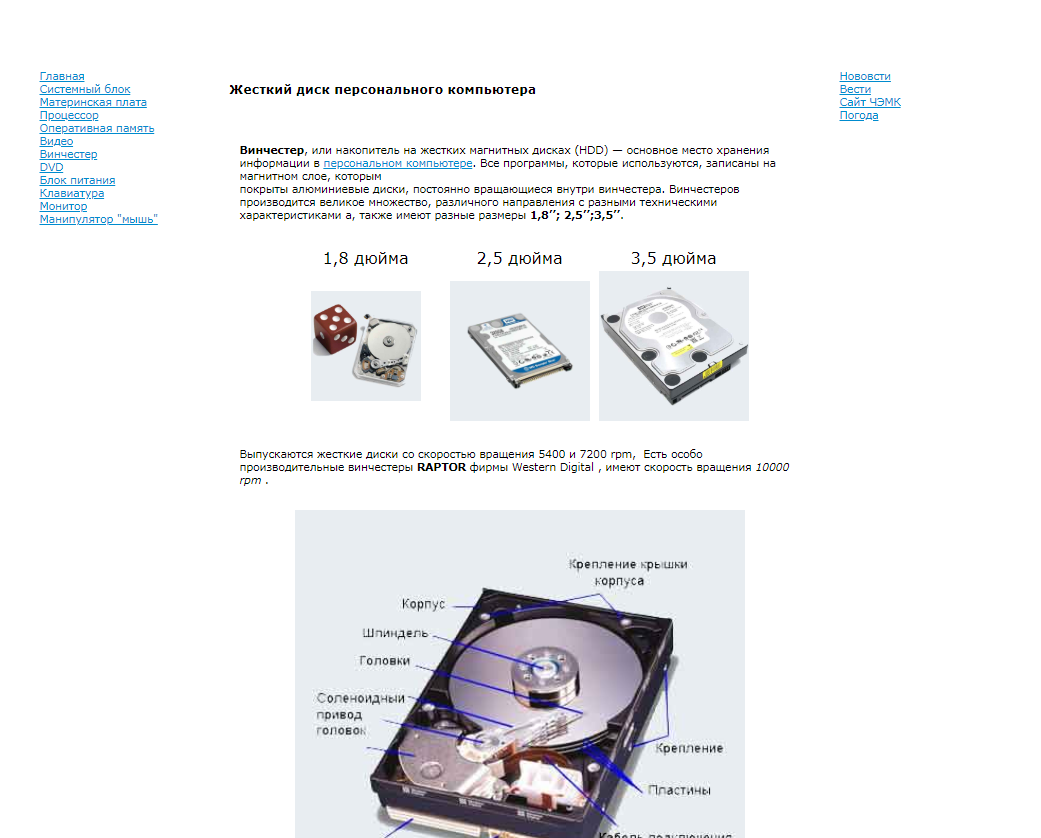 Главная
Системный блок
Материнская плата
Процессор
Оперативная память
Видео
Винчестер
DVD
Блок питания
Клавиатура
Монитор
Манипулятор "мышь"
Жесткий диск персонального компьютера
Винчестер, или накопитель на жестких магнитных дисках (HDD) — основное место хранения
информации в персональном компьютере. Все программы, которые используются, записаны на
магнитном слое, которым
покрыты алюминиевые диски, постоянно вращающиеся внутри винчестера. Винчестеров
производится великое множество, различного направления с разными техническими
характеристиками а, также имеют разные размеры 1,8″; 2,5″;3,5″.
1,8 дюйма
2,5 дюйма
3,5 дюйма
Выпускаются жесткие диски со скоростью вращения 5400 и 7200 rpm,  Есть особо
производительные винчестеры RAPTOR фирмы Western Digital , имеют скорость вращения 10000
rpm .
Крепление крышки
корпуса
Корпус
Шпиндель
Головки
Соленоидный
привод
головок
Крепление
Пластины
Кабель подключения
Нововсти
Вести
Сайт ЧЭМК
Погода